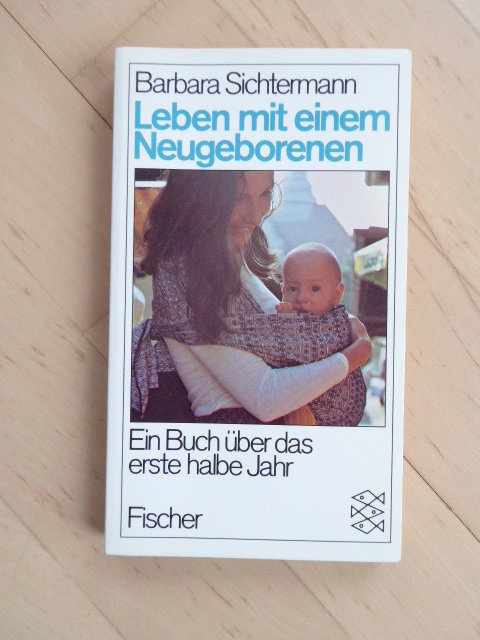 Barbara Sichtermann
Leben mit einem
Neugeborenen
Ein Buch über das
erste halbe Jahr
Fischer